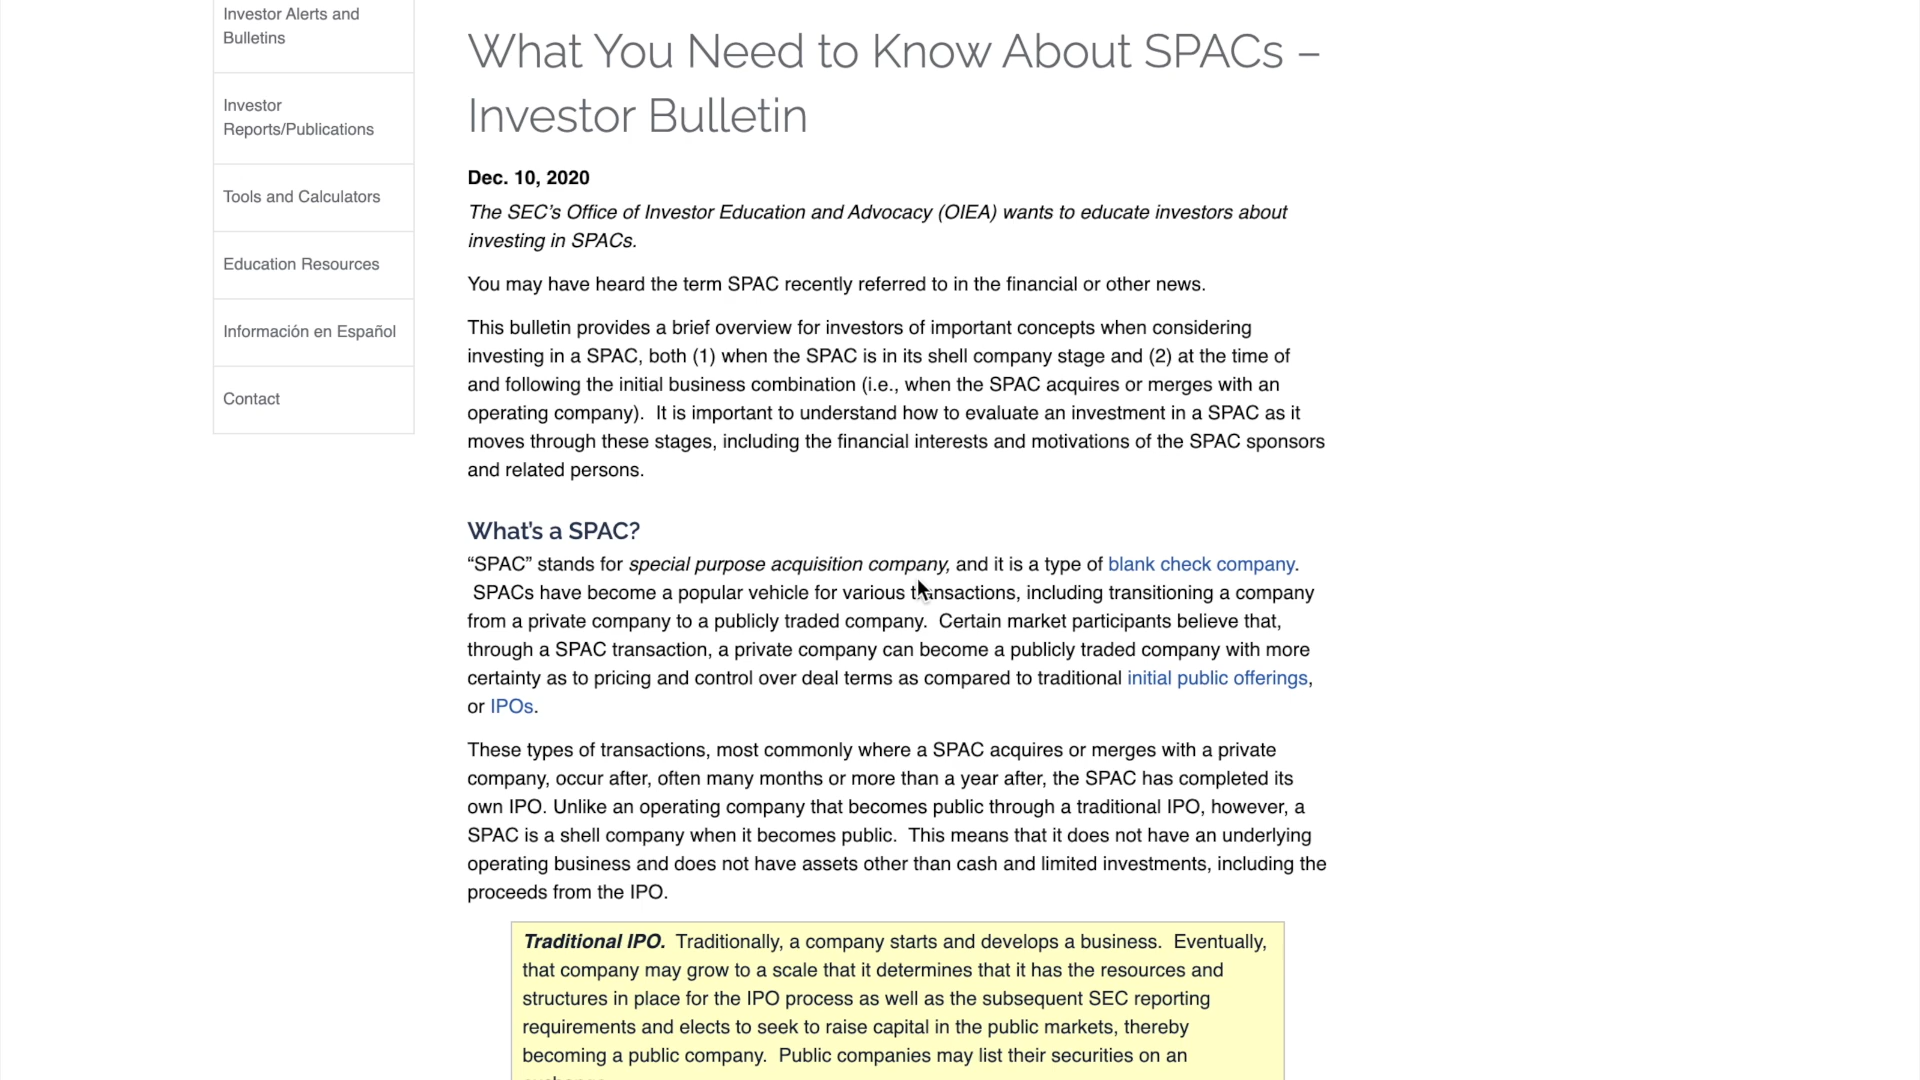 Investor Alerts and
Bulletins
Investor
Reports/Publications
Tools and Calculators
Education Resources
Información en Español
Contact
What You Need to Know About SPACs –
Investor Bulletin
Dec. 10, 2020
The SEC’s Office of Investor Education and Advocacy (OIEA) wants to educate investors about
investing in SPACs.
You may have heard the term SPAC recently referred to in the financial or other news.
This bulletin provides a brief overview for investors of important concepts when considering
investing in a SPAC, both (1) when the SPAC is in its shell company stage and (2) at the time of
and following the initial business combination (i.e., when the SPAC acquires or merges with an
operating company).  It is important to understand how to evaluate an investment in a SPAC as it
moves through these stages, including the financial interests and motivations of the SPAC sponsors
and related persons.
What’s a SPAC?
“SPAC” stands for special purpose acquisition company, and it is a type of blank check company.
SPACs have become a popular vehicle for various transactions, including transitioning a company
from a private company to a publicly traded company.  Certain market participants believe that,
through a SPAC transaction, a private company can become a publicly traded company with more
certainty as to pricing and control over deal terms as compared to traditional initial public offerings,
or IPOs.
These types of transactions, most commonly where a SPAC acquires or merges with a private
company, occur after, often many months or more than a year after, the SPAC has completed its
own IPO. Unlike an operating company that becomes public through a traditional IPO, however, a
SPAC is a shell company when it becomes public.  This means that it does not have an underlying
operating business and does not have assets other than cash and limited investments, including the
proceeds from the IPO.
Traditional IPO.  Traditionally, a company starts and develops a business.  Eventually,
that company may grow to a scale that it determines that it has the resources and
structures in place for the IPO process as well as the subsequent SEC reporting
requirements and elects to seek to raise capital in the public markets, thereby
becoming a public company.  Public companies may list their securities on an